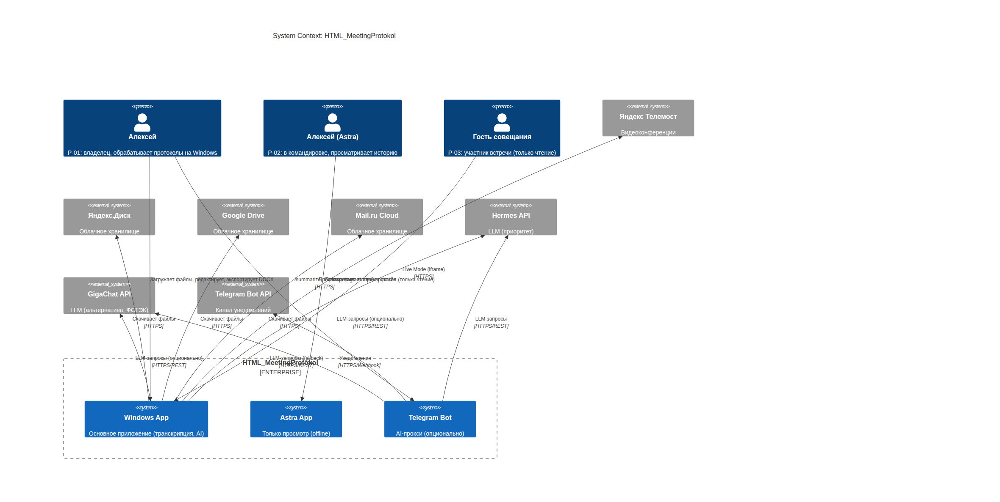 System Context: HTML_MeetingProtokol
<<person>>
Алексей
P-01: владелец, обрабатывает протоколы на Windows
<<person>>
Алексей (Astra)
P-02: в командировке, просматривает историю
<<person>>
Гость совещания
P-03: участник встречи (только чтение)
<<external_system>>
Яндекс Телемост
Видеоконференции
<<external_system>>
Яндекс.Диск
Облачное хранилище
<<external_system>>
Google Drive
Облачное хранилище
<<external_system>>
Mail.ru Cloud
Облачное хранилище
<<external_system>>
Hermes API
LLM (приоритет)
Live Mode (iframe)
[HTTPS]
Загружает файлы, редактирует, экспортирует DOCX
/summarize,
[HTTPS]
(только чтение)
<<external_system>>
GigaChat API
LLM (альтернатива, ФСТЭК)
<<external_system>>
Telegram Bot API
Канал уведомлений
Скачивает файлы
[HTTPS]
Скачивает файлы
[HTTPS]
Скачивает файлы
[HTTPS]
LLM-запросы (опционально)
[HTTPS/REST]
LLM-запросы
[HTTPS/REST]
LLM-запросы (опционально)
[HTTPS/REST]
LLM-запросы (fallback)
[HTTPS/REST]
Уведомления
[HTTPS/Webhook]
HTML_MeetingProtokol
[ENTERPRISE]
<<system>>
Windows App
Основное приложение (транскрипция, AI)
<<system>>
Astra App
Только просмотр (offline)
<<system>>
Telegram Bot
AI-прокси (опционально)